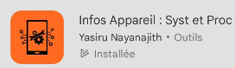 Infos Appareil : Syst et Proc
Yasiru Nayanajith • Outils
Installée